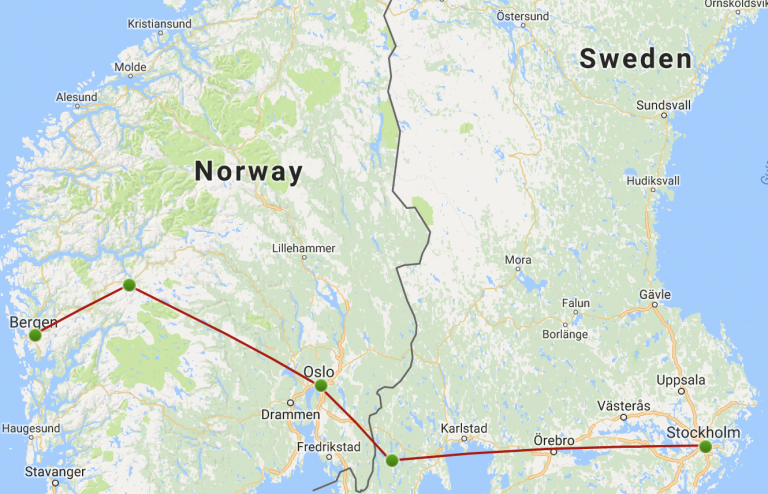 Kristiansund
Östersund
Örnsköldsvik
Sweden
Molde
Alesund
Sundsvall
Norway
Hudiksvall
Lillehammer
Mora
Gävle
Falun
Bergen
Borlänge
Oslo
Uppsala
Drammen
Västerås
Haugesund
Karlstad
Stockholm
Fredrikstad
Örebro
Stavanger